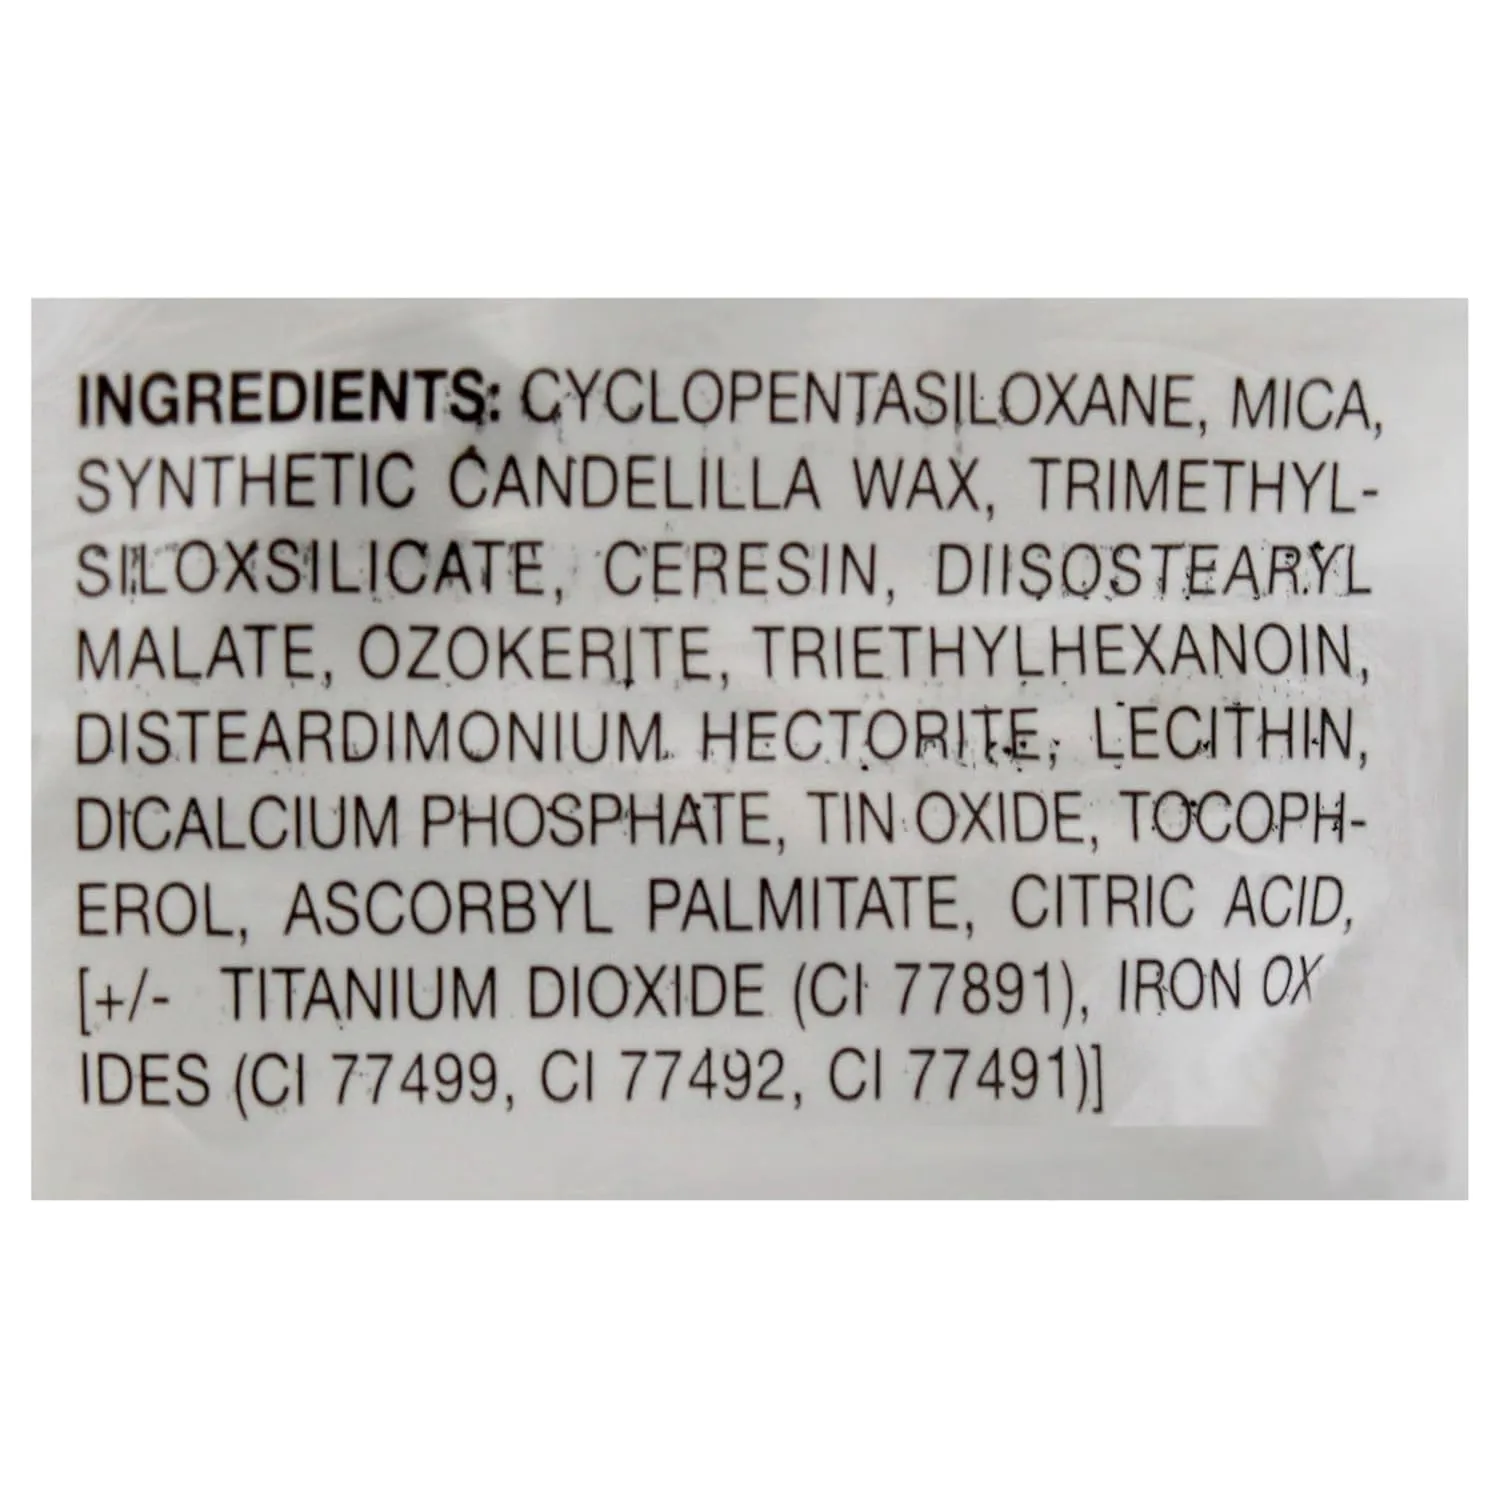 INGREDIENTS: CYCLOPENTASILOXANE, MICA,
SYNTHETIC CANDELILLA WAX, TRIMETHYL-
SILOXSILICATE, CERESIN, DIISOSTEARYL
MALATE, OZOKERITE, TRIETHYLHEXANOIN,
DISTEARDIMONIUM HECTORITE, LECITHIN,
DICALCIUM PHOSPHATE, TIN OXIDE, TOCOPH-
EROL, ASCORBYL PALMITATE, CITRIC ACID,
[+/- TITANIUM DIOXIDE (CI 77891), IRON OX
IDES (CI 77499, CI 77492, CI 77491)]